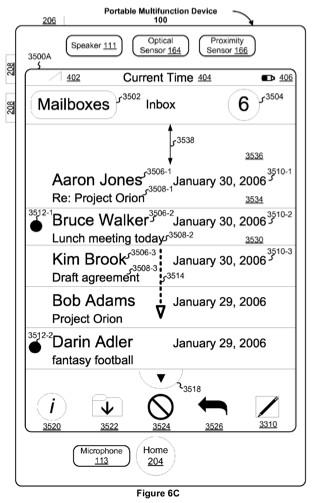 Portable Multifunction Device
206 100
Speaker 111 Optical Sensor 164 Proximity Sensor 166
3500A
208
402 Current Time 404 406
208
Mailboxes 3502 Inbox 6 3504
3538
3536
Aaron Jones 3506-1 January 30, 2006 3510-1
Re: Project Orion 3508-1 3534
3512-1 Bruce Walker 3506-2 January 30, 2006 3510-2
Lunch meeting today 3508-2 3530
Kim Brook 3506-3 January 30, 2006 3510-3
Draft agreement 3508-3 3514
Bob Adams January 29, 2006
Project Orion
3512-2 Darin Adler January 29, 2006
fantasy football
3518
i
3520 3522 3524 3526 3310
Microphone 113 Home 204
Figure 6C